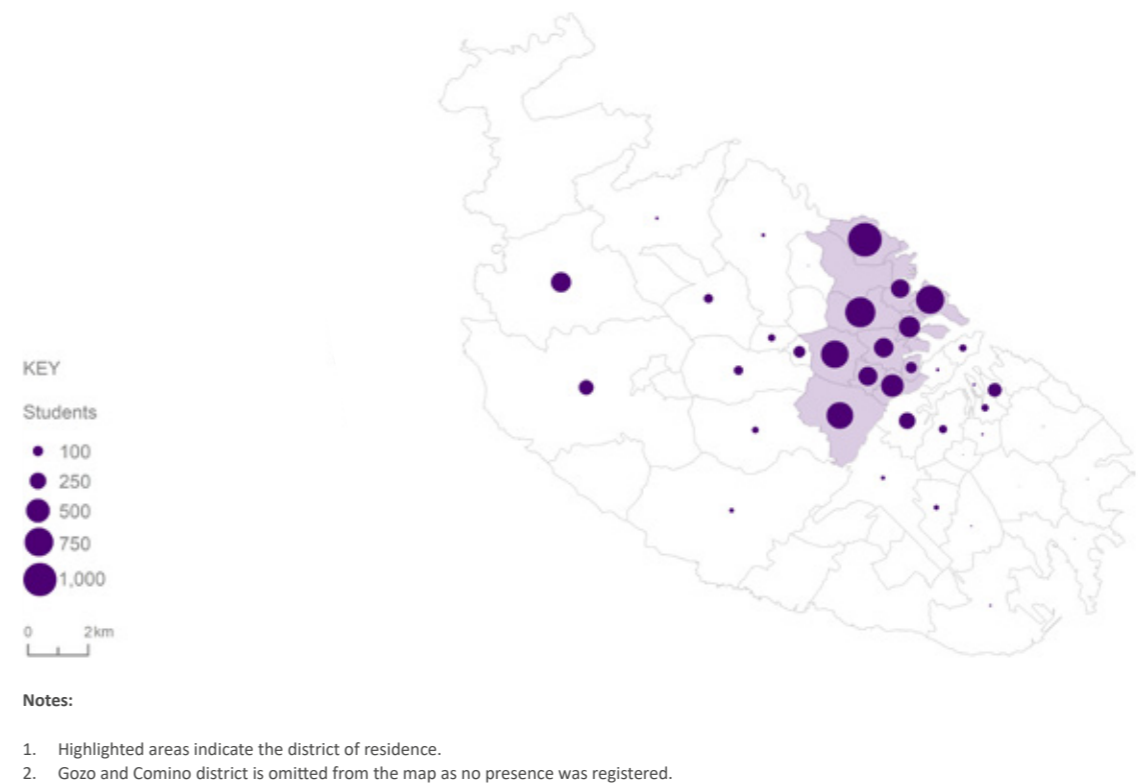 KEY
Students
100
250
500
750
1,000
0 2km
Notes:
1. Highlighted areas indicate the district of residence.
2. Gozo and Comino district is omitted from the map as no presence was registered.